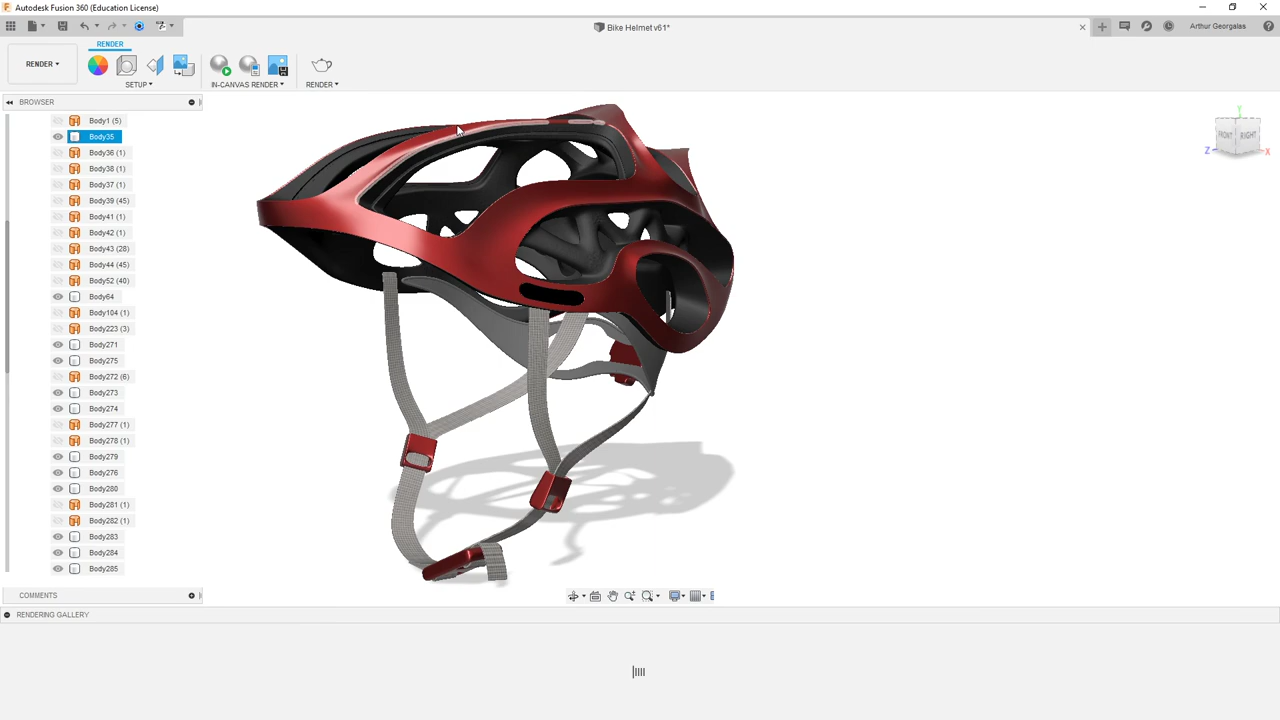 Autodesk Fusion 360 (Education License)
Bike Helmet v61*
Arthur Georgalas
RENDER
RENDER
SETUP
IN-CANVAS RENDER
RENDER
BROWSER
Body1 (5)
Body35
Body36 (1)
Body38 (1)
Body37 (1)
Body39 (45)
Body41 (1)
Body42 (1)
Body43 (28)
Body44 (45)
Body52 (40)
Body64
Body104 (1)
Body223 (3)
Body271
Body275
Body272 (6)
Body273
Body274
Body277 (1)
Body278 (1)
Body279
Body276
Body280
Body281 (1)
Body282 (1)
Body283
Body284
Body285
Y
FRONT RIGHT
Z X
COMMENTS
RENDERING GALLERY